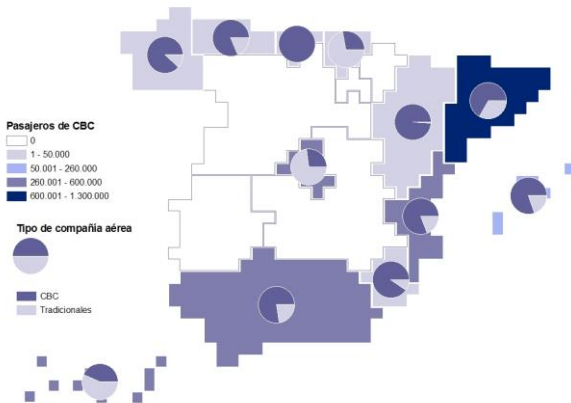 Pasajeros de CBC
0
1 - 50.000
50.001 - 260.000
260.001 - 600.000
600.001 - 1.300.000
Tipo de compañía aérea
CBC
Tradicionales